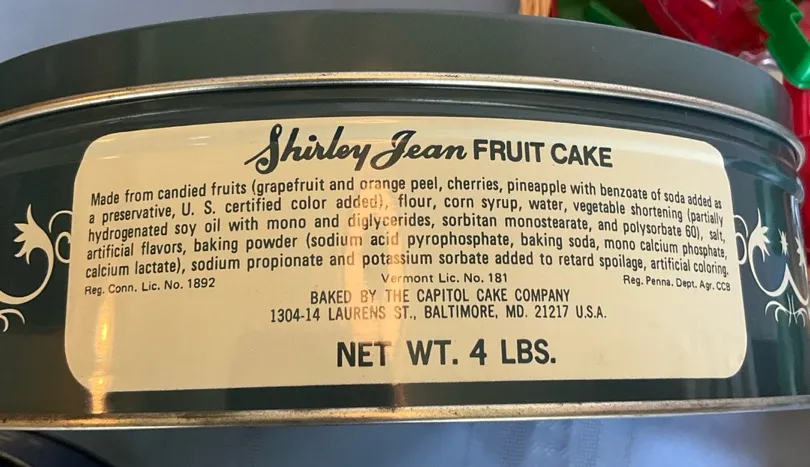 Shirley Jean FRUIT CAKE
Made from candied fruits (grapefruit and orange peel, cherries, pineapple with benzoate of soda added as
a preservative, U. S. certified color added), flour, corn syrup, water, vegetable shortening (partially
hydrogenated soy oil with mono and diglycerides, sorbitan monostearate, and polysorbate 60), salt,
artificial flavors, baking powder (sodium acid pyrophosphate, baking soda, mono calcium phosphate,
calcium lactate), sodium propionate and potassium sorbate added to retard spoilage, artificial coloring.
Reg. Conn. Lic. No. 1892 Vermont Lic. No. 181 Reg. Penna. Dept. Agr. CCB
BAKED BY THE CAPITOL CAKE COMPANY
1304-14 LAURENS ST., BALTIMORE, MD. 21217 U.S.A.
NET WT. 4 LBS.